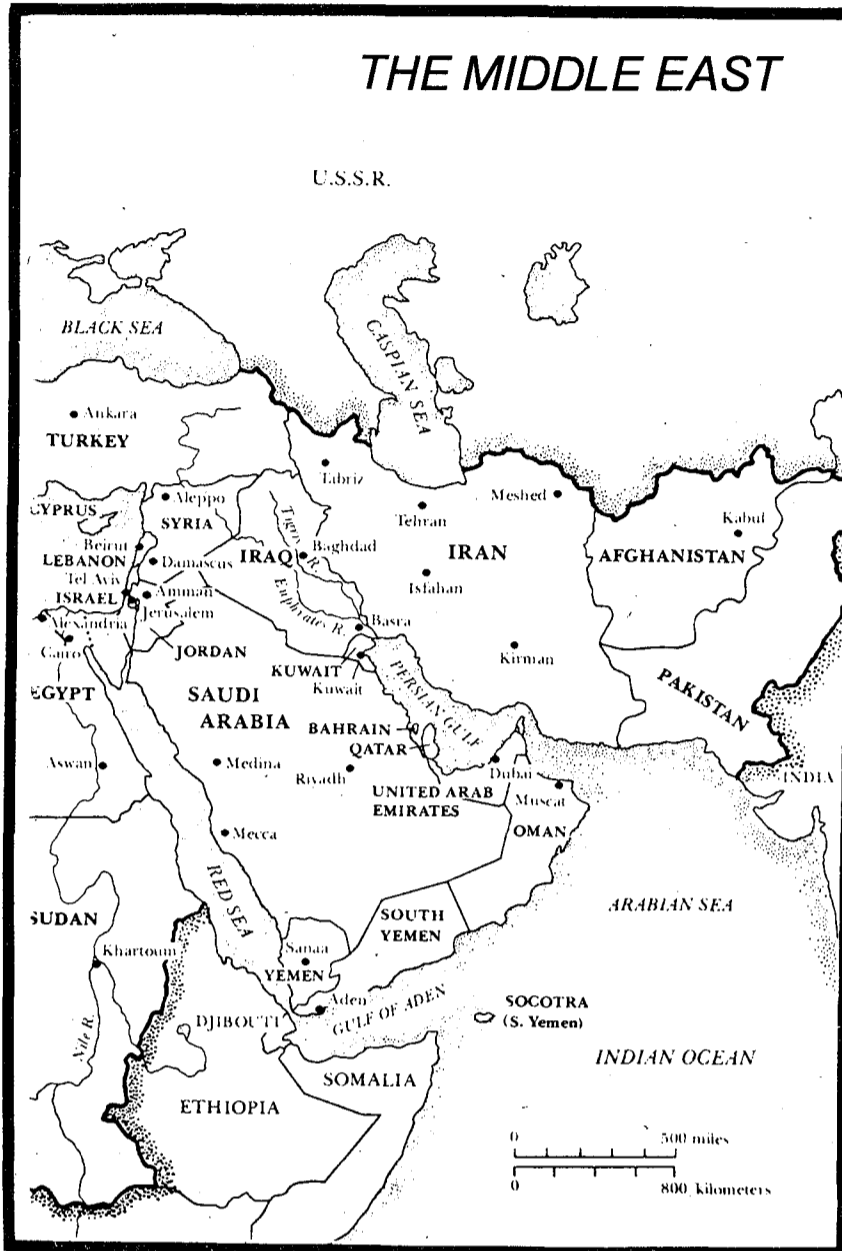 THE MIDDLE EAST
U.S.S.R.
BLACK SEA
CASPIAN SEA
Ankara
TURKEY
Tabriz
Meshed
Aleppo
CYPRUS
Tehran
Kabul
SYRIA
Tigris R.
Beirut
Baghdad
LEBANON
Damascus
IRAQ
IRAN
AFGHANISTAN
Tel Aviv
Isfahan
ISRAEL
Amman
Euphrates R.
Jerusalem
Alexandria
Basra
Cairo
JORDAN
Kirman
KUWAIT
Kuwait
EGYPT
SAUDI
ARABIA
PERSIAN GULF
PAKISTAN
BAHRAIN
QATAR
Aswan
Medina
Riyadh
Dubai
INDIA
UNITED ARAB
EMIRATES
Muscat
Mecca
OMAN
RED SEA
SUDAN
SOUTH
YEMEN
ARABIAN SEA
Khartoum
Sanaa
YEMEN
Aden
GULF OF ADEN
SOCOTRA
(S. Yemen)
DJIBOUTI
Nile R.
INDIAN OCEAN
SOMALIA
ETHIOPIA
0 500 miles
0 800 kilometers